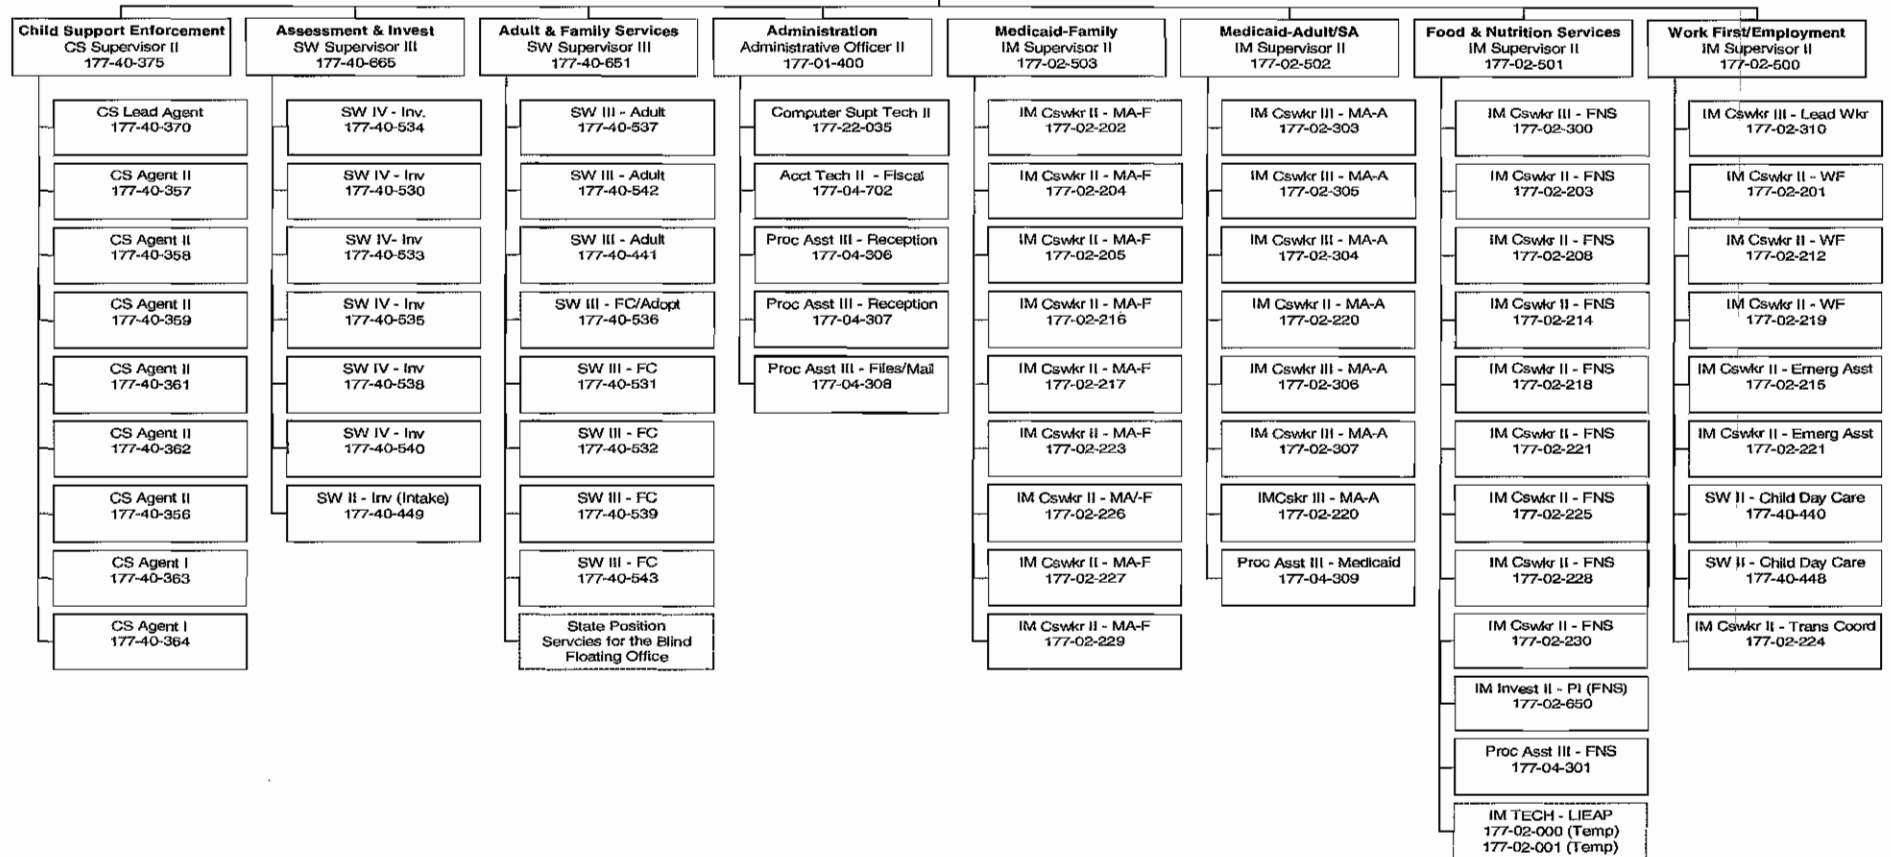 Child Support Enforcement
CS Supervisor II
177-40-375
CS Lead Agent
177-40-370
CS Agent II
177-40-357
CS Agent II
177-40-358
CS Agent II
177-40-359
CS Agent II
177-40-361
CS Agent II
177-40-362
CS Agent II
177-40-356
CS Agent I
177-40-363
CS Agent I
177-40-364
Assessment & Invest
SW Supervisor III
177-40-665
SW IV - Inv.
177-40-534
SW IV - Inv
177-40-530
SW IV- Inv
177-40-533
SW IV - Inv
177-40-535
SW IV - Inv
177-40-538
SW IV - Inv
177-40-540
SW II - Inv (Intake)
177-40-449
Adult & Family Services
SW Supervisor III
177-40-651
SW III - Adult
177-40-537
SW III - Adult
177-40-542
SW III - Adult
177-40-441
SW III - FC/Adopt
177-40-536
SW III - FC
177-40-531
SW III - FC
177-40-532
SW III - FC
177-40-539
SW III - FC
177-40-543
State Position
Servcies for the Blind
Floating Office
Administration
Administrative Officer II
177-01-400
Computer Supt Tech II
177-22-035
Acct Tech II - Fiscal
177-04-702
Proc Asst III - Reception
177-04-306
Proc Asst III - Reception
177-04-307
Proc Asst III - Files/Mail
177-04-308
Medicaid-Family
IM Supervisor II
177-02-503
IM Cswkr II - MA-F
177-02-202
IM Cswkr II - MA-F
177-02-204
IM Cswkr II - MA-F
177-02-205
IM Cswkr II - MA-F
177-02-216
IM Cswkr II - MA-F
177-02-217
IM Cswkr II - MA-F
177-02-223
IM Cswkr II - MA/-F
177-02-226
IM Cswkr II - MA-F
177-02-227
IM Cswkr II - MA-F
177-02-229
Medicaid-Adult/SA
IM Supervisor II
177-02-502
IM Cswkr III - MA-A
177-02-303
IM Cswkr III - MA-A
177-02-305
IM Cswkr III - MA-A
177-02-304
IM Cswkr II - MA-A
177-02-220
IM Cswkr III - MA-A
177-02-306
IM Cswkr III - MA-A
177-02-307
IMCskr III - MA-A
177-02-220
Proc Asst III - Medicaid
177-04-309
Food & Nutrition Services
IM Supervisor II
177-02-501
IM Cswkr III - FNS
177-02-300
IM Cswkr II - FNS
177-02-203
IM Cswkr II - FNS
177-02-208
IM Cswkr II - FNS
177-02-214
IM Cswkr II - FNS
177-02-218
IM Cswkr II - FNS
177-02-221
IM Cswkr II - FNS
177-02-225
IM Cswkr II - FNS
177-02-228
IM Cswkr II - FNS
177-02-230
IM Invest II - PI (FNS)
177-02-650
Proc Asst III - FNS
177-04-301
IM TECH - LIEAP
177-02-000 (Temp)
177-02-001 (Temp)
Work First/Employment
IM Supervisor II
177-02-500
IM Cswkr III - Lead Wkr
177-02-310
IM Cswkr II - WF
177-02-201
IM Cswkr II - WF
177-02-212
IM Cswkr II - WF
177-02-219
IM Cswkr II - Emerg Asst
177-02-215
IM Cswkr II - Emerg Asst
177-02-221
SW II - Child Day Care
177-40-440
SW II - Child Day Care
177-40-448
IM Cswkr II - Trans Coord
177-02-224